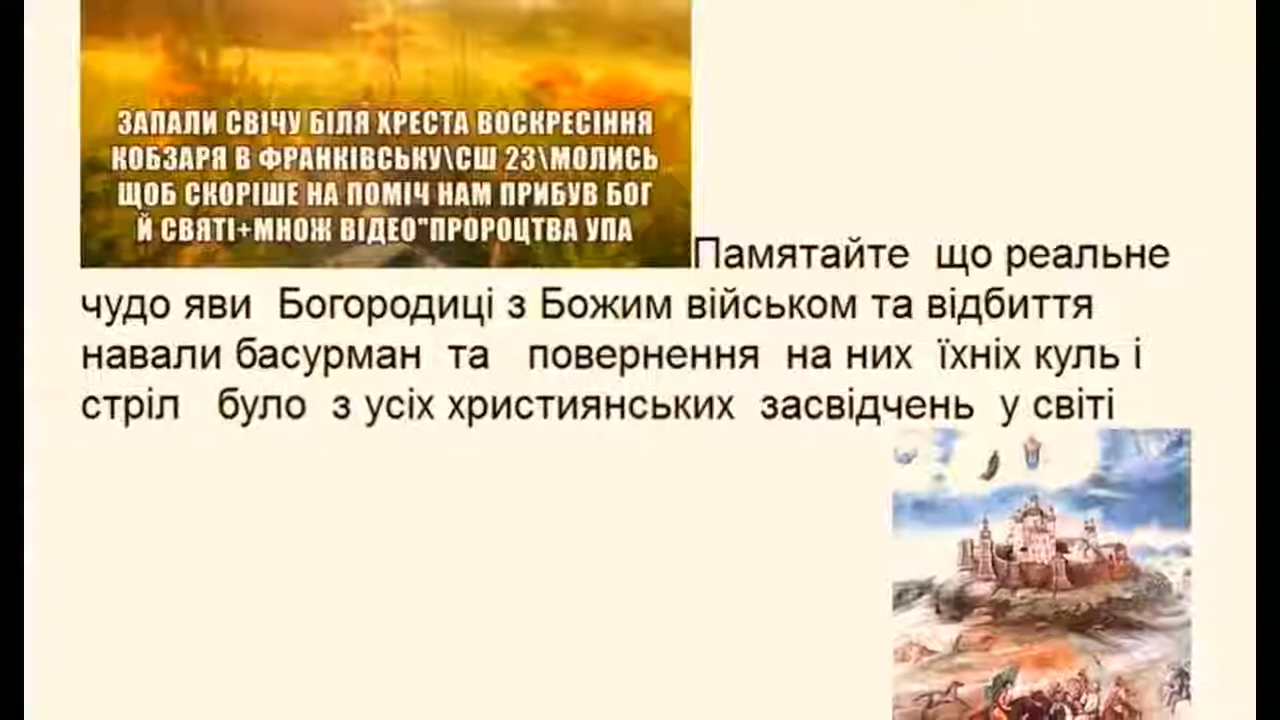 ЗАПАЛИ СВІЧУ БІЛЯ ХРЕСТА ВОСКРЕСІННЯ
КОБЗАРЯ В ФРАНКІВСЬКУ\СШ 23\МОЛИСЬ
ЩОБ СКОРІШЕ НА ПОМІЧ НАМ ПРИБУВ БОГ
Й СВЯТІ+МНОЖ ВІДЕО"ПРОРОЦТВА УПА
Памятайте що реальне
чудо яви Богородиці з Божим військом та відбиття
навали басурман та повернення на них їхніх куль і
стріл було з усіх християнських засвідчень у світі